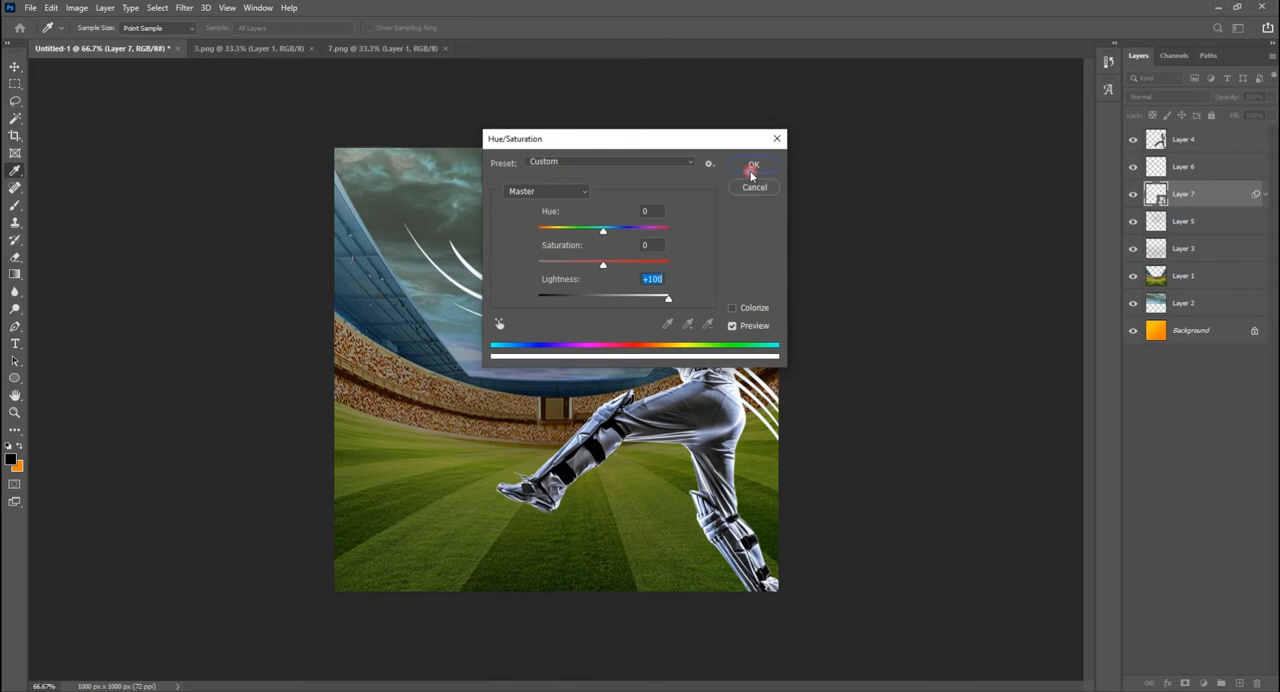 Ps File Edit Image Layer Type Select Filter 3D View Window Help
Sample Size: Point Sample Sample: All Layers Show Sampling Ring
Untitled-1 @ 66.7% (Layer 7, RGB/8#) * × 3.png @ 33.3% (Layer 1, RGB/8) × 7.png @ 33.3% (Layer 1, RGB/8) ×
Layers Channels Paths
Kind
Normal Opacity: 100%
Lock: Fill: 100%
Layer 4
Layer 6
Layer 7
Layer 5
Layer 3
Layer 1
Layer 2
Background
Hue/Saturation
Preset: Custom
OK
Cancel
Master
Hue: 0
Saturation: 0
Lightness: +100
Colorize
Preview
66.67% 1000 px x 1000 px (72 ppi)